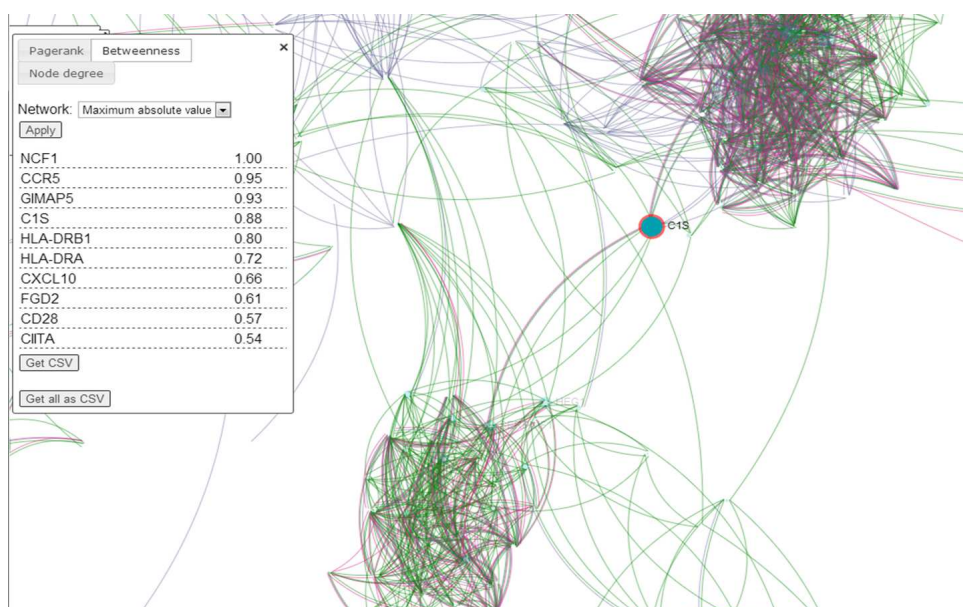 Pagerank Betweenness ×
Node degree
Network: Maximum absolute value
Apply
NCF1 1.00
CCR5 0.95
GIMAP5 0.93
C1S 0.88
HLA-DRB1 0.80
HLA-DRA 0.72
CXCL10 0.66
FGD2 0.61
CD28 0.57
CIITA 0.54
Get CSV
Get all as CSV
C1S